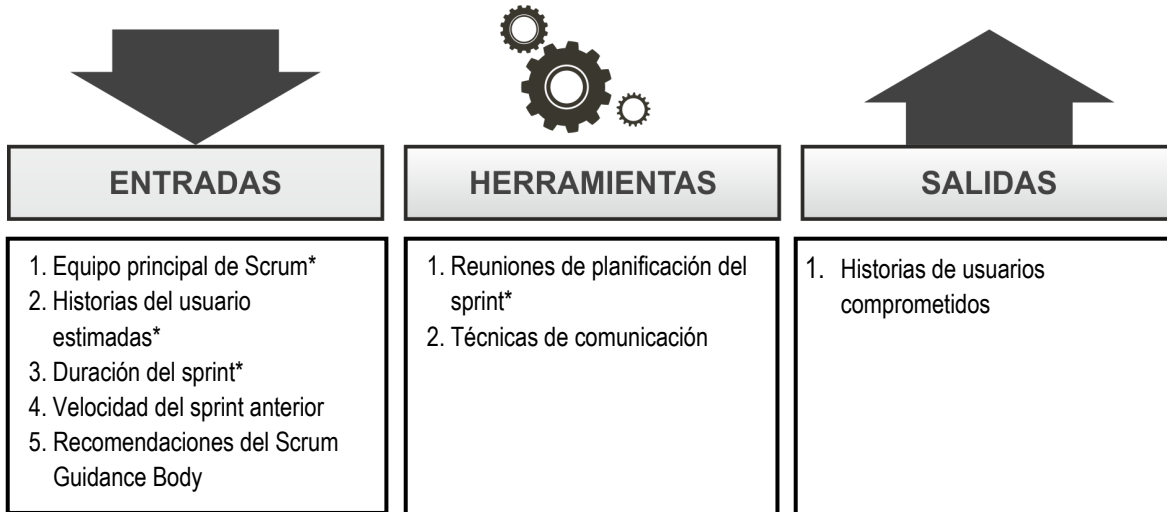 ENTRADAS
1. Equipo principal de Scrum*
2. Historias del usuario
estimadas*
3. Duración del sprint*
4. Velocidad del sprint anterior
5. Recomendaciones del Scrum
Guidance Body
HERRAMIENTAS
1. Reuniones de planificación del
sprint*
2. Técnicas de comunicación
SALIDAS
1. Historias de usuarios
comprometidos